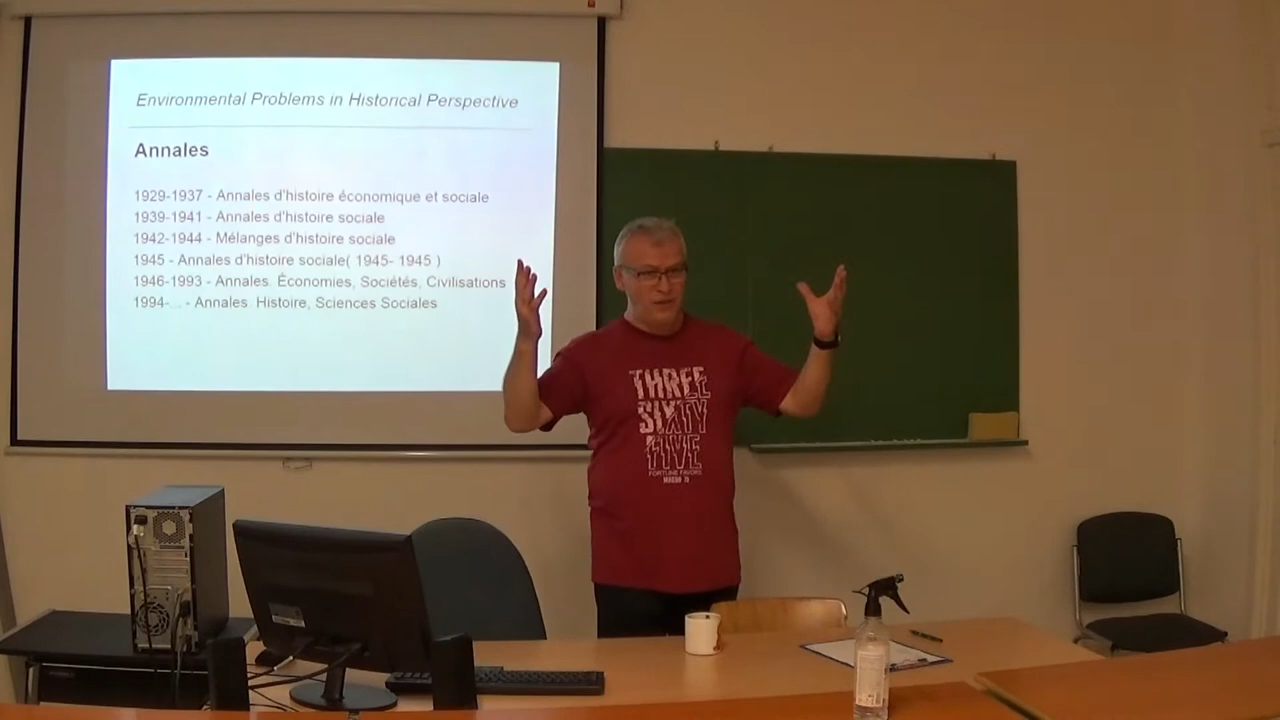 Environmental Problems in Historical Perspective
Annales
1929-1937 - Annales d'histoire économique et sociale
1939-1941 - Annales d'histoire sociale
1942-1944 - Mélanges d'histoire sociale
1945 - Annales d'histoire sociale( 1945- 1945 )
1946-1993 - Annales. Économies, Sociétés, Civilisations
1994-... - Annales. Histoire, Sciences Sociales
THREE
SIXTY
FIVE
FORTUNE FAVORS